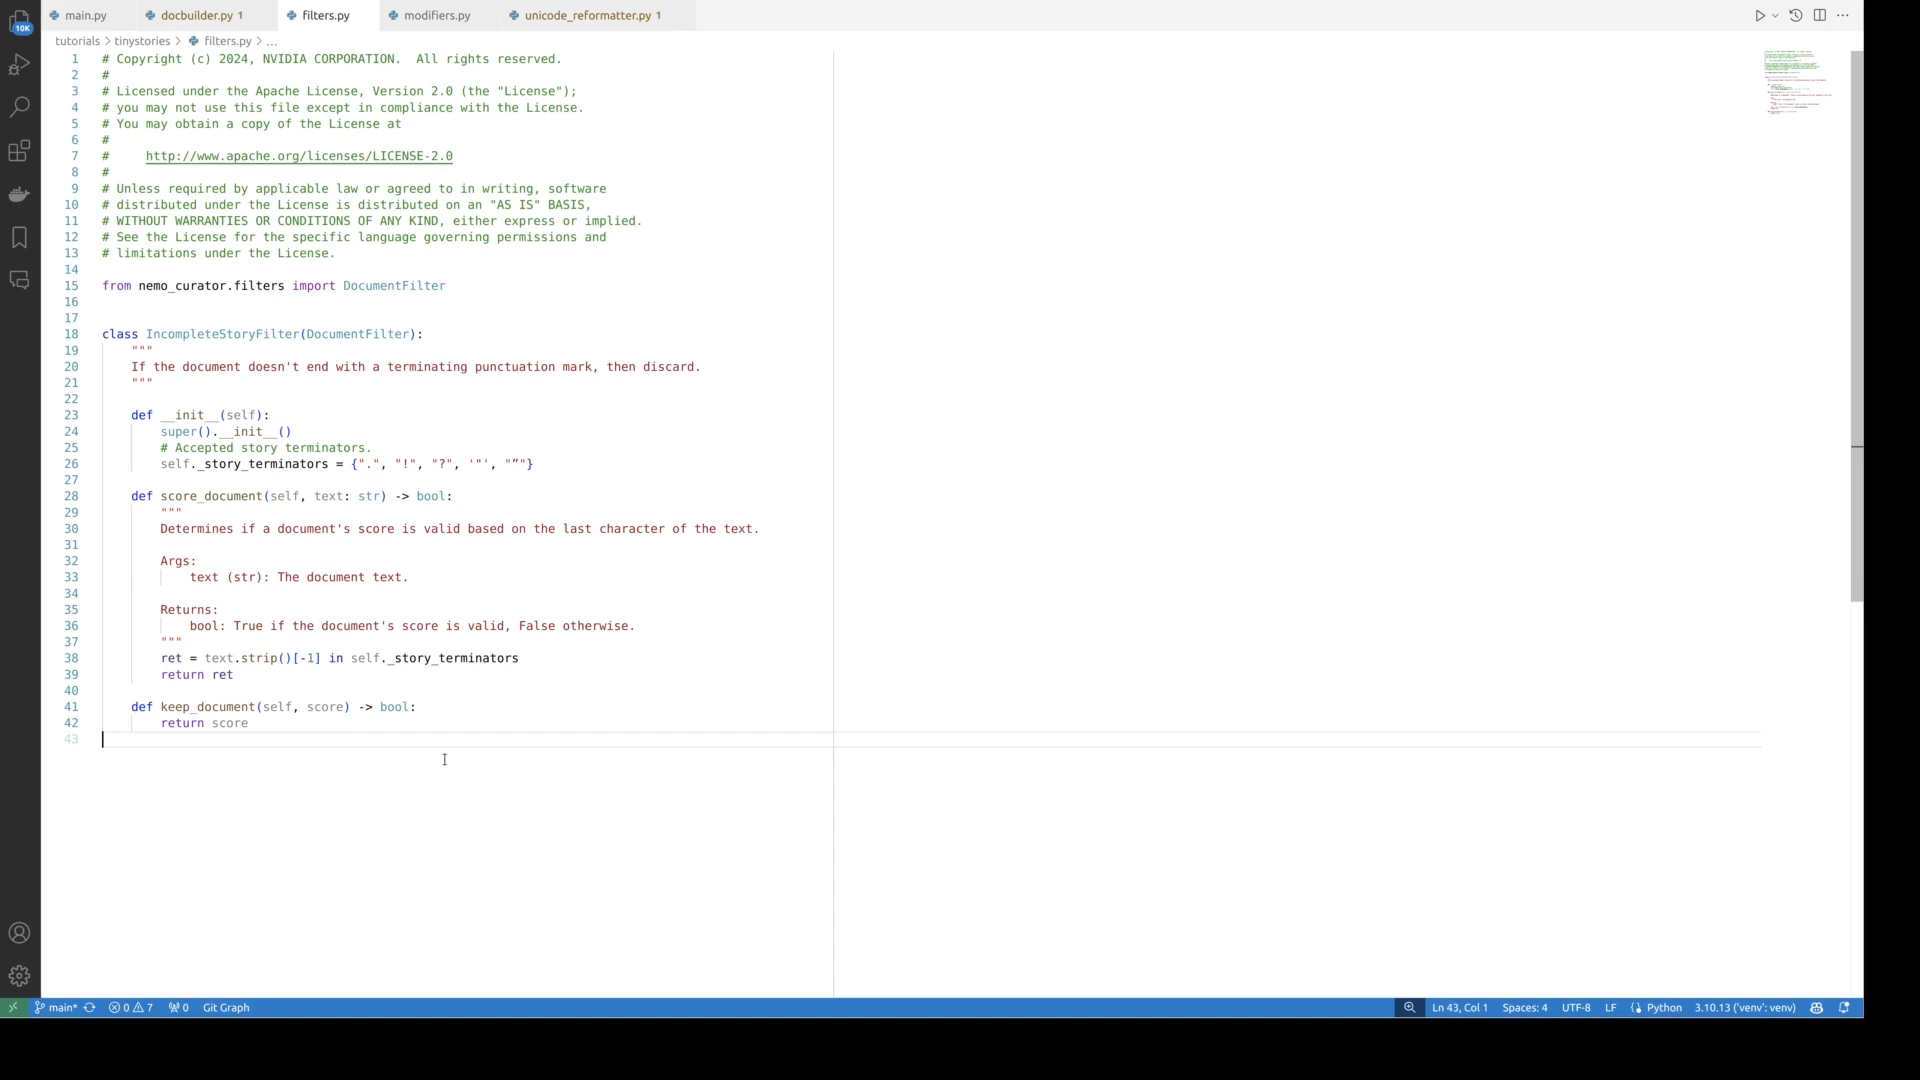 main.py docbuilder.py 1 filters.py modifiers.py unicode_reformatter.py 1
10K
tutorials > tinystories > filters.py > ...
1 # Copyright (c) 2024, NVIDIA CORPORATION.  All rights reserved.
2 #
3 # Licensed under the Apache License, Version 2.0 (the "License");
4 # you may not use this file except in compliance with the License.
5 # You may obtain a copy of the License at
6 #
7 #     http://www.apache.org/licenses/LICENSE-2.0
8 #
9 # Unless required by applicable law or agreed to in writing, software
10 # distributed under the License is distributed on an "AS IS" BASIS,
11 # WITHOUT WARRANTIES OR CONDITIONS OF ANY KIND, either express or implied.
12 # See the License for the specific language governing permissions and
13 # limitations under the License.
14
15 from nemo_curator.filters import DocumentFilter
16
17
18 class IncompleteStoryFilter(DocumentFilter):
19     """
20     If the document doesn't end with a terminating punctuation mark, then discard.
21     """
22
23     def __init__(self):
24         super().__init__()
25         # Accepted story terminators.
26         self._story_terminators = {".", "!", "?", '"', "”"}
27
28     def score_document(self, text: str) -> bool:
29         """
30         Determines if a document's score is valid based on the last character of the text.
31
32         Args:
33             text (str): The document text.
34
35         Returns:
36             bool: True if the document's score is valid, False otherwise.
37         """
38         ret = text.strip()[-1] in self._story_terminators
39         return ret
40
41     def keep_document(self, score) -> bool:
42         return score
43
main* 0 7 0 Git Graph Ln 43, Col 1 Spaces: 4 UTF-8 LF Python 3.10.13 ('venv': venv)